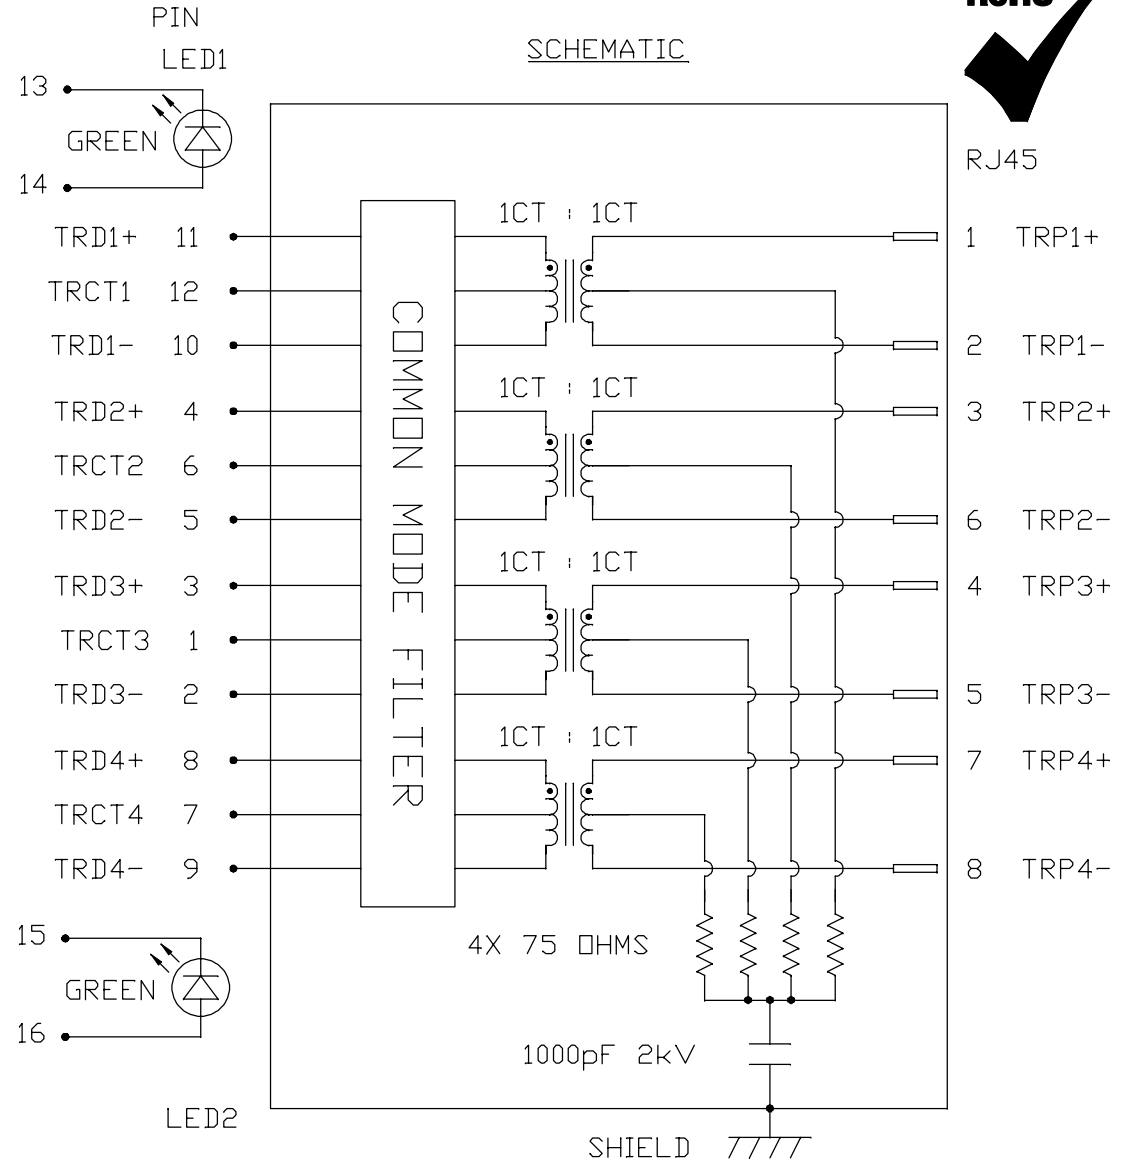 RoHS
PIN
LED1
SCHEMATIC
13
GREEN
14
RJ45
1CT : 1CT
TRD1+ 11
1 TRP1+
TRCT1 12
TRD1- 10
2 TRP1-
1CT : 1CT
TRD2+ 4
3 TRP2+
TRCT2 6
TRD2- 5
6 TRP2-
1CT : 1CT
TRD3+ 3
4 TRP3+
TRCT3 1
TRD3- 2
5 TRP3-
1CT : 1CT
TRD4+ 8
7 TRP4+
TRCT4 7
TRD4- 9
8 TRP4-
COMMON MODE FILTER
15
GREEN
16
4X 75 OHMS
1000pF 2kV
LED2
SHIELD